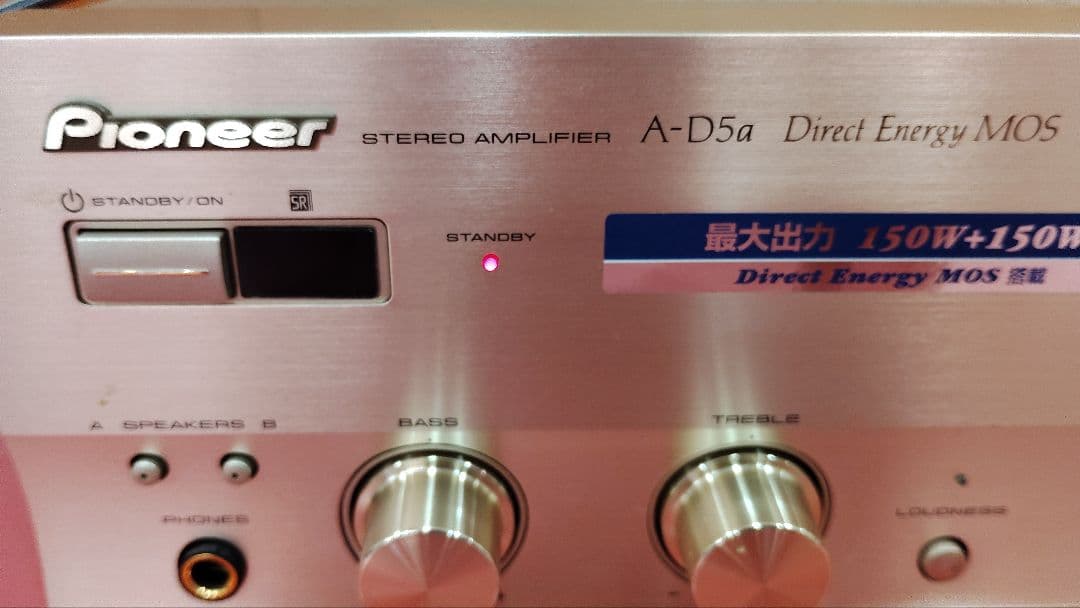 Pioneer STEREO AMPLIFIER A-D5a Direct Energy MOS
STANDBY/ON SR
STANDBY
最大出力 150W+150W
Direct Energy MOS 搭載
A SPEAKERS B
BASS
TREBLE
PHONES
LOUDNESS